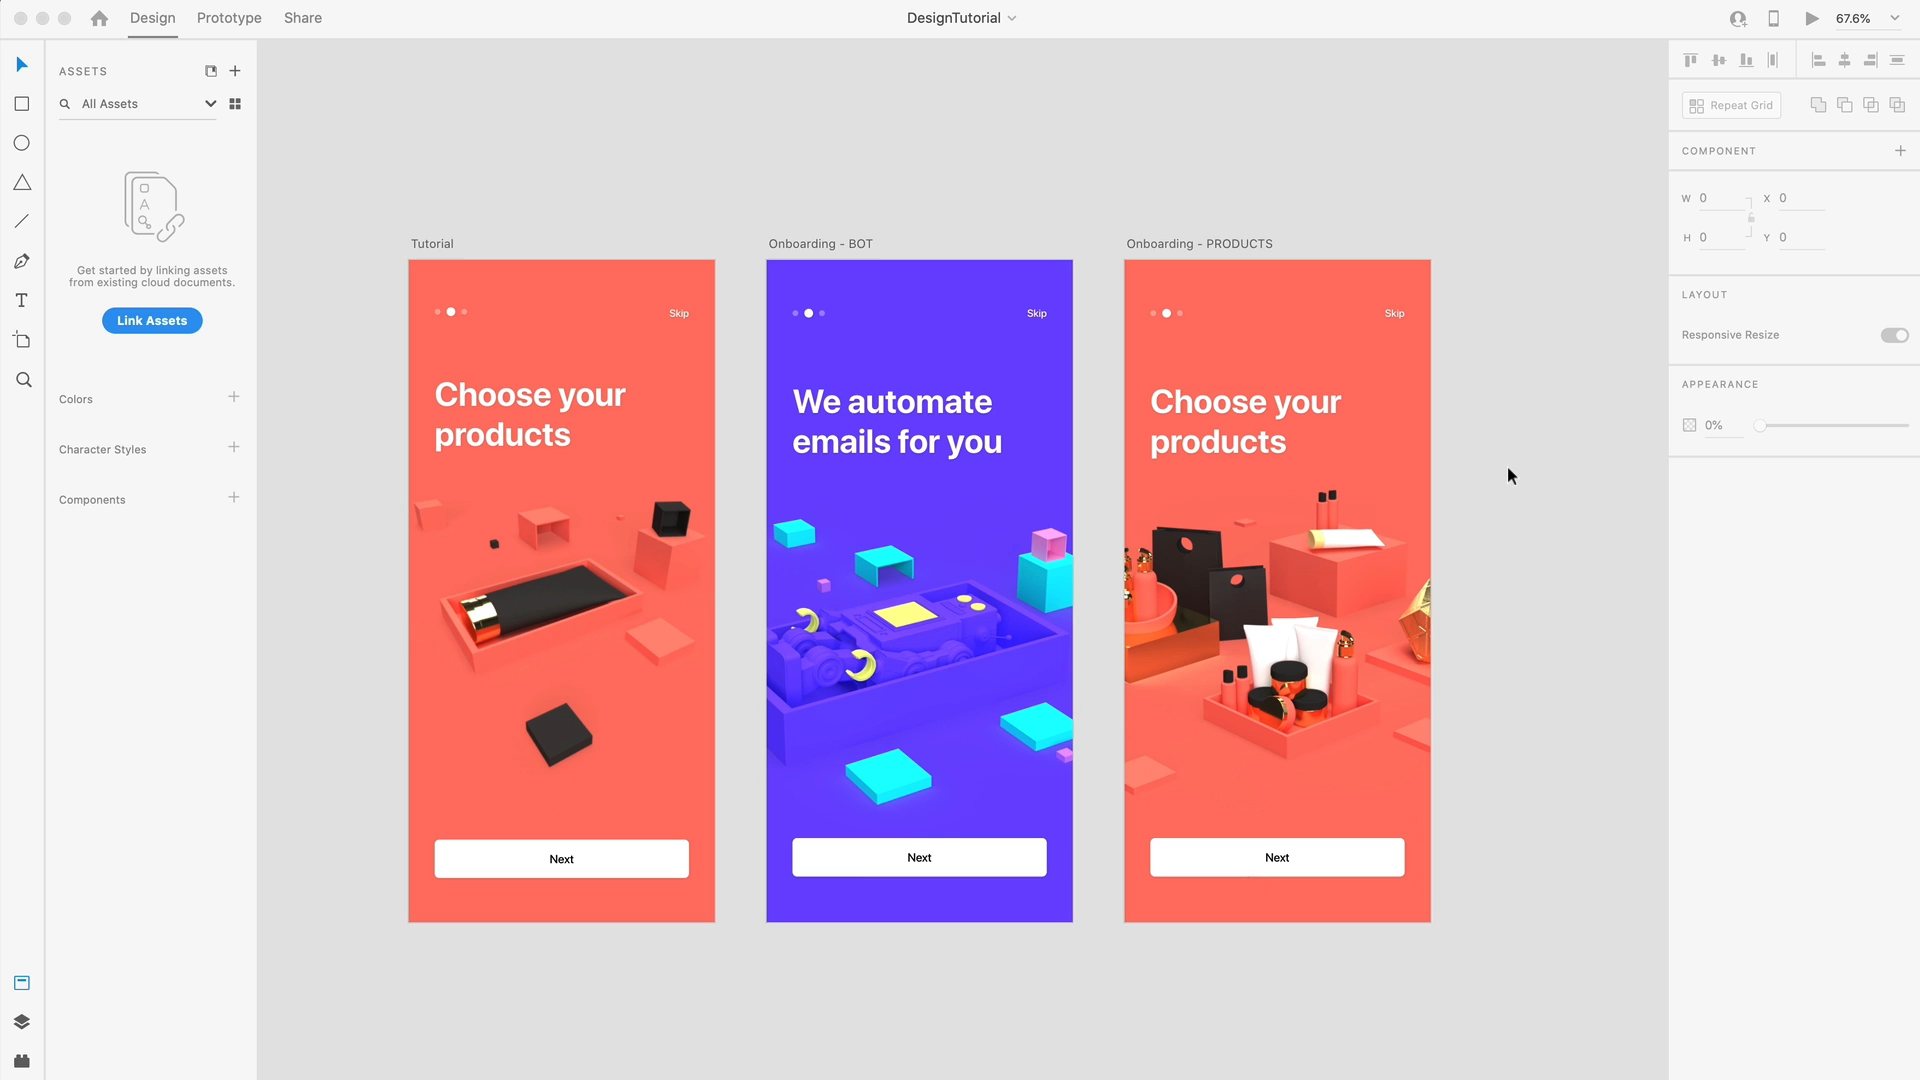 Design
Prototype
Share
DesignTutorial
67.6%
ASSETS
All Assets
Get started by linking assets
from existing cloud documents.
Link Assets
Colors
Character Styles
Components
Tutorial
Skip
Choose your
products
Next
Onboarding - BOT
Skip
We automate
emails for you
Next
Onboarding - PRODUCTS
Skip
Choose your
products
Next
Repeat Grid
COMPONENT
W 0
X 0
H 0
Y 0
LAYOUT
Responsive Resize
APPEARANCE
0%